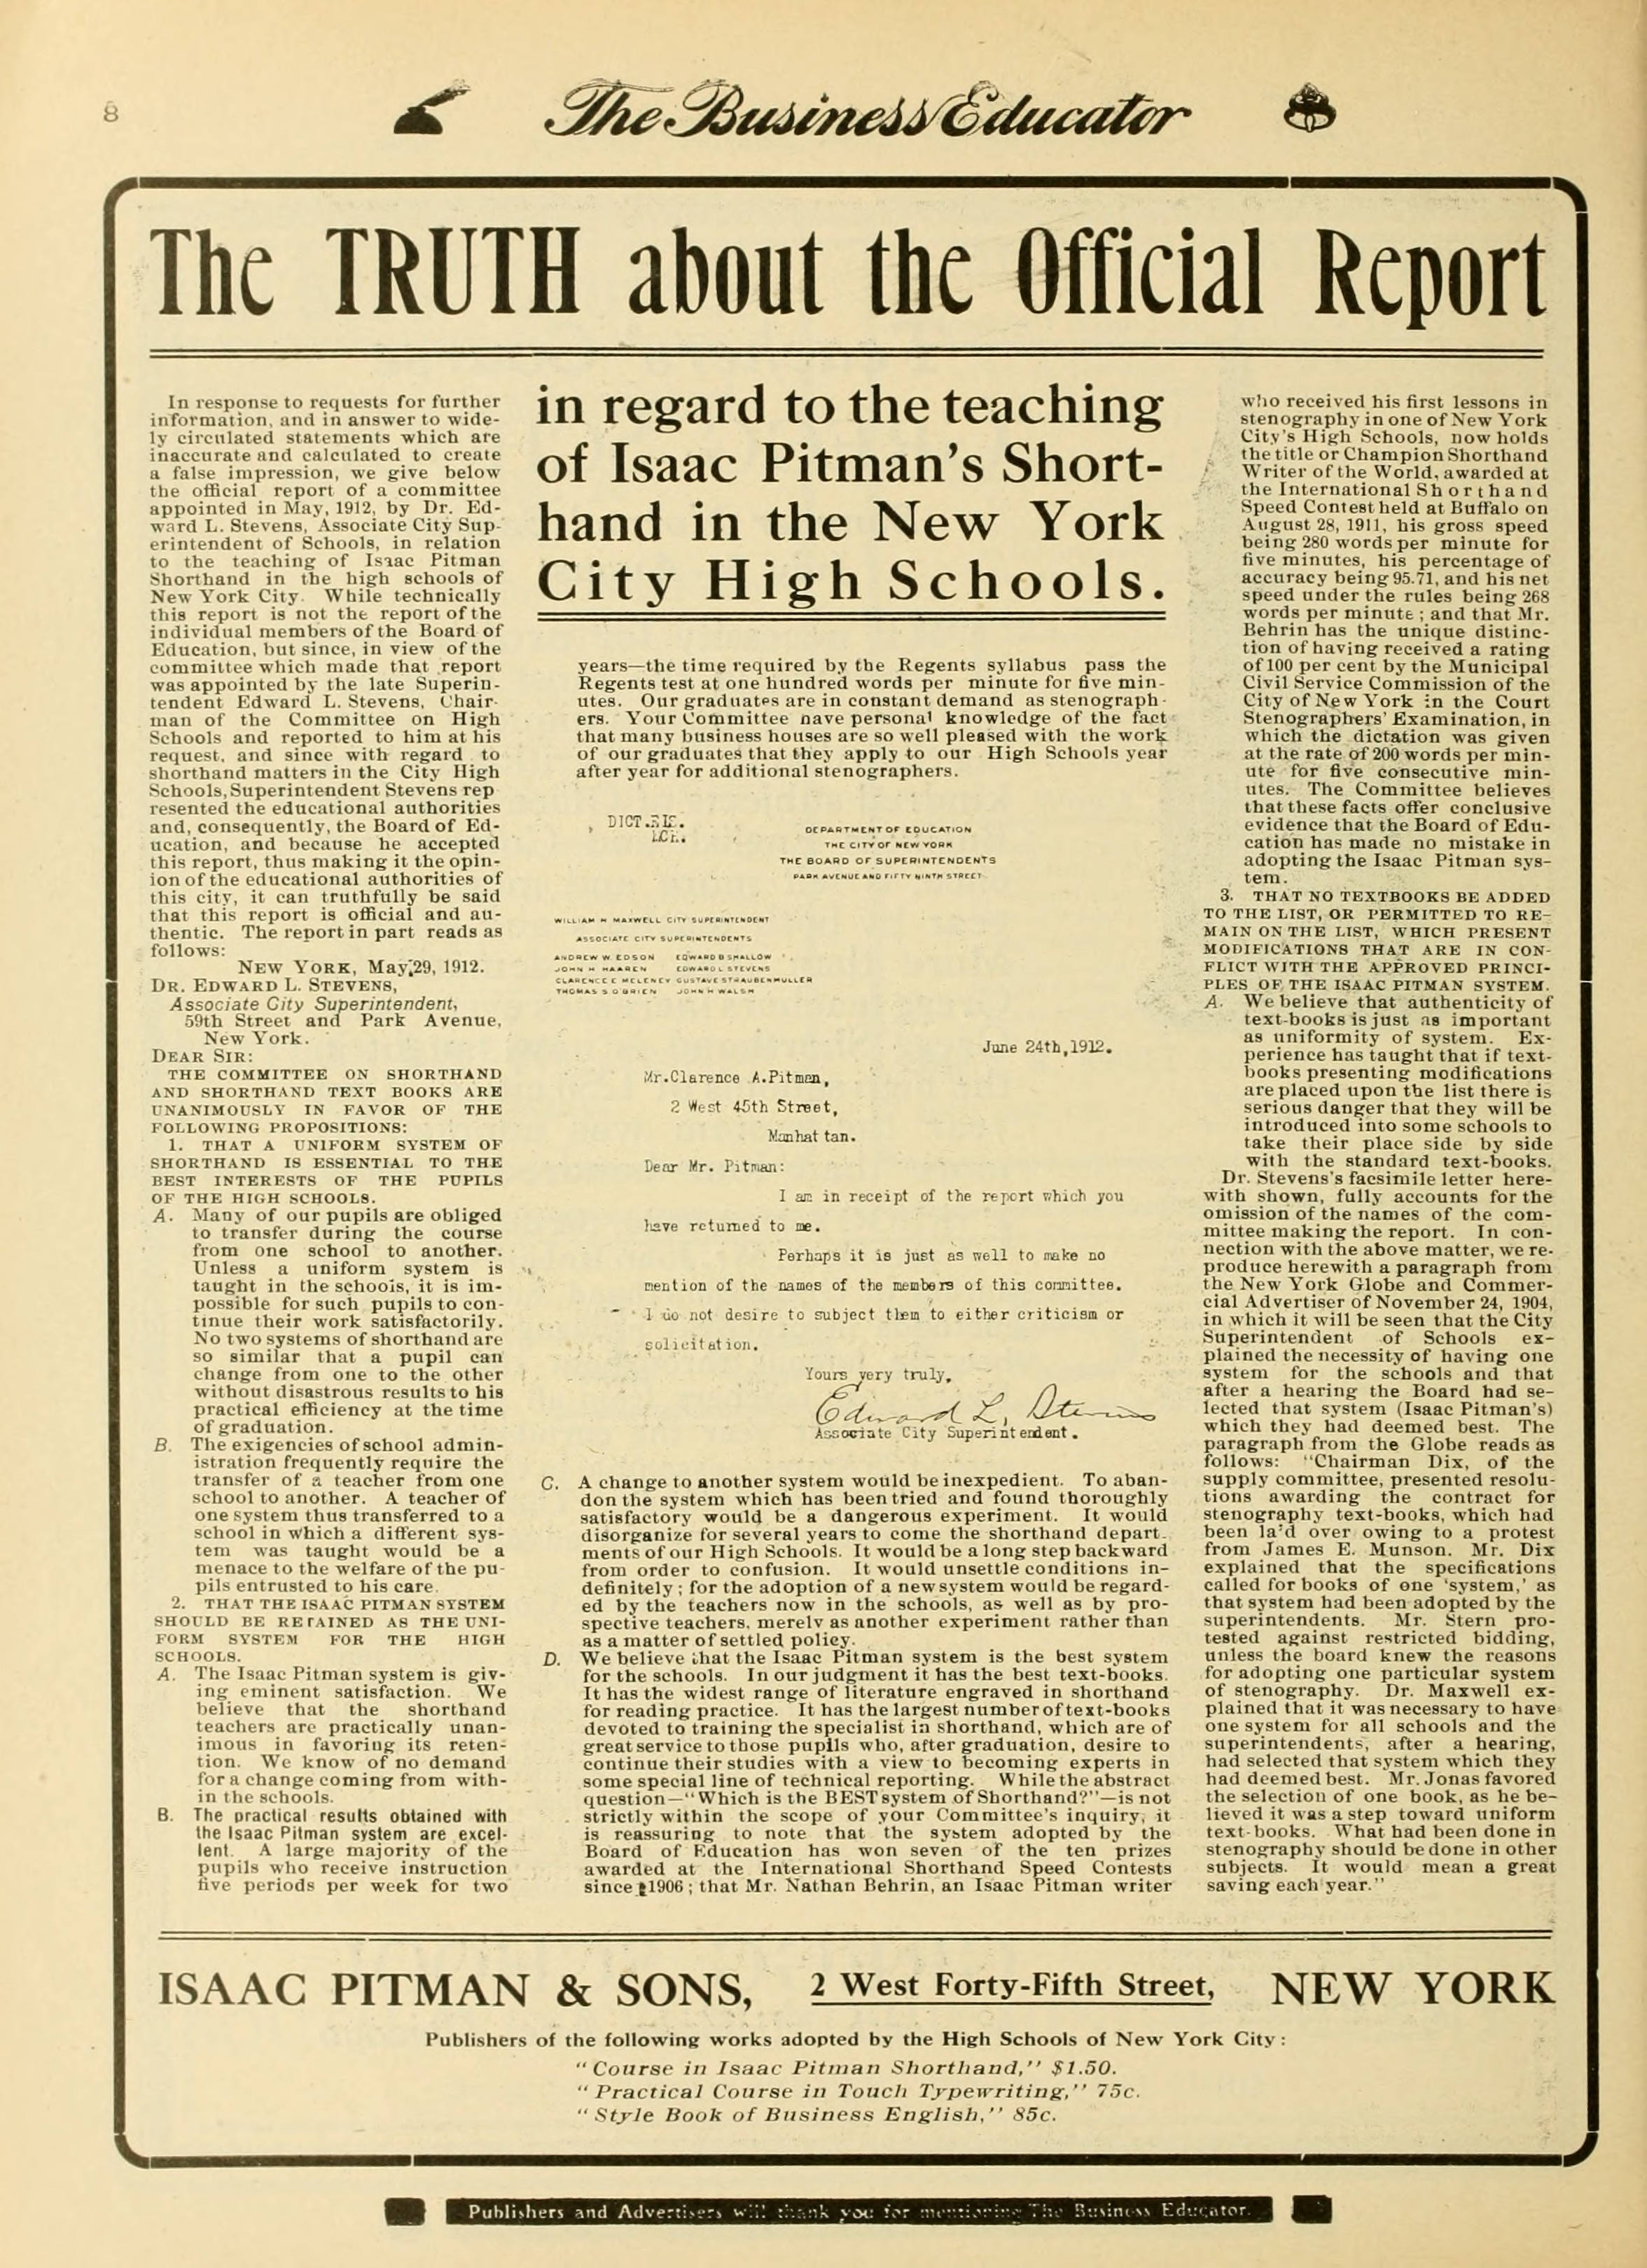 8
The Business Educator
The TRUTH about the Official Report
In response to requests for further
information, and in answer to wide-
ly circulated statements which are
inaccurate and calculated to create
a false impression, we give below
the official report of a committee
appointed in May, 1912, by Dr. Ed-
ward L. Stevens, Associate City Sup-
erintendent of Schools, in relation
to the teaching of Isaac Pitman
Shorthand in the high schools of
New York City. While technically
this report is not the report of the
individual members of the Board of
Education, but since, in view of the
committee which made that report
was appointed by the late Superin-
tendent Edward L. Stevens, Chair-
man of the Committee on High
Schools and reported to him at his
request, and since with regard to
shorthand matters in the City High
Schools, Superintendent Stevens rep
resented the educational authorities
and, consequently, the Board of Ed-
ucation, and because he accepted
this report, thus making it the opin-
ion of the educational authorities of
this city, it can truthfully be said
that this report is official and au-
thentic. The report in part reads as
follows:
NEW YORK, May 29, 1912.
DR. EDWARD L. STEVENS,
Associate City Superintendent,
59th Street and Park Avenue,
New York.
DEAR SIR:
THE COMMITTEE ON SHORTHAND
AND SHORTHAND TEXT BOOKS ARE
UNANIMOUSLY IN FAVOR OF THE
FOLLOWING PROPOSITIONS:
1. THAT A UNIFORM SYSTEM OF
SHORTHAND IS ESSENTIAL TO THE
BEST INTERESTS OF THE PUPILS
OF THE HIGH SCHOOLS.
A. Many of our pupils are obliged
to transfer during the course
from one school to another.
Unless a uniform system is
taught in the schools, it is im-
possible for such pupils to con-
tinue their work satisfactorily.
No two systems of shorthand are
so similar that a pupil can
change from one to the other
without disastrous results to his
practical efficiency at the time
of graduation.
B. The exigencies of school admin-
istration frequently require the
transfer of a teacher from one
school to another. A teacher of
one system thus transferred to a
school in which a different sys-
tem was taught would be a
menace to the welfare of the pu-
pils entrusted to his care.
2. THAT THE ISAAC PITMAN SYSTEM
SHOULD BE RETAINED AS THE UNI-
FORM SYSTEM FOR THE HIGH
SCHOOLS.
A. The Isaac Pitman system is giv-
ing eminent satisfaction. We
believe that the shorthand
teachers are practically unan-
imous in favoring its reten-
tion. We know of no demand
for a change coming from with-
in the schools.
B. The practical results obtained with
the Isaac Pitman system are excel-
lent. A large majority of the
pupils who receive instruction
five periods per week for two
in regard to the teaching
of Isaac Pitman's Short-
hand in the New York
City High Schools.
years—the time required by the Regents syllabus pass the
Regents test at one hundred words per minute for five min-
utes. Our graduates are in constant demand as stenograph-
ers. Your Committee have personal knowledge of the fact
that many business houses are so well pleased with the work
of our graduates that they apply to our High Schools year
after year for additional stenographers.
DICT.
DEPARTMENT OF EDUCATION
THE CITY OF NEW YORK
THE BOARD OF SUPERINTENDENTS
PARK AVENUE AND FIFTY NINTH STREET
WILLIAM H MAXWELL CITY SUPERINTENDENT
ASSOCIATE CITY SUPERINTENDENTS
ANDREW W. EDSON EDWARD B SHALLOW
JOHN H HAAREN EDWARD L STEVENS
CLARENCE E MELENEY GUSTAVE STRAUBENMULLER
THOMAS S O'BRIEN JOHN H WALSH
June 24th,1912.
Mr.Clarence A.Pitman,
2 West 45th Street,
Manhattan.
Dear Mr. Pitman:
I am in receipt of the report which you
have returned to me.
Perhaps it is just as well to make no
mention of the names of the members of this committee.
I do not desire to subject them to either criticism or
solicitation.
Yours very truly,
Edward L. Stevens
Associate City Superintendent.
C. A change to another system would be inexpedient. To aban-
don the system which has been tried and found thoroughly
satisfactory would be a dangerous experiment. It would
disorganize for several years to come the shorthand depart-
ments of our High Schools. It would be a long step backward
from order to confusion. It would unsettle conditions in-
definitely; for the adoption of a new system would be regard-
ed by the teachers now in the schools, as well as by pro-
spective teachers, merely as another experiment rather than
as a matter of settled policy.
D. We believe that the Isaac Pitman system is the best system
for the schools. In our judgment it has the best text-books.
It has the widest range of literature engraved in shorthand
for reading practice. It has the largest number of text-books
devoted to training the specialist in shorthand, which are of
great service to those pupils who, after graduation, desire to
continue their studies with a view to becoming experts in
some special line of technical reporting. While the abstract
question—"Which is the BEST system of Shorthand?"—is not
strictly within the scope of your Committee's inquiry, it
is reassuring to note that the system adopted by the
Board of Education has won seven of the ten prizes
awarded at the International Shorthand Speed Contests
since 1906; that Mr. Nathan Behrin, an Isaac Pitman writer
who received his first lessons in
stenography in one of New York
City's High Schools, now holds
the title or Champion Shorthand
Writer of the World, awarded at
the International Shorthand
Speed Contest held at Buffalo on
August 28, 1911, his gross speed
being 280 words per minute for
five minutes, his percentage of
accuracy being 95.71, and his net
speed under the rules being 268
words per minute; and that Mr.
Behrin has the unique distinc-
tion of having received a rating
of 100 per cent by the Municipal
Civil Service Commission of the
City of New York in the Court
Stenographers' Examination, in
which the dictation was given
at the rate of 200 words per min-
ute for five consecutive min-
utes. The Committee believes
that these facts offer conclusive
evidence that the Board of Edu-
cation has made no mistake in
adopting the Isaac Pitman sys-
tem.
3. THAT NO TEXTBOOKS BE ADDED
TO THE LIST, OR PERMITTED TO RE-
MAIN ON THE LIST, WHICH PRESENT
MODIFICATIONS THAT ARE IN CON-
FLICT WITH THE APPROVED PRINCI-
PLES OF THE ISAAC PITMAN SYSTEM.
A. We believe that authenticity of
text-books is just as important
as uniformity of system. Ex-
perience has taught that if text-
books presenting modifications
are placed upon the list there is
serious danger that they will be
introduced into some schools to
take their place side by side
with the standard text-books.
Dr. Stevens's facsimile letter here-
with shown, fully accounts for the
omission of the names of the com-
mittee making the report. In con-
nection with the above matter, we re-
produce herewith a paragraph from
the New York Globe and Commer-
cial Advertiser of November 24, 1904,
in which it will be seen that the City
Superintendent of Schools ex-
plained the necessity of having one
system for the schools and that
after a hearing the Board had se-
lected that system (Isaac Pitman's)
which they had deemed best. The
paragraph from the Globe reads as
follows: "Chairman Dix, of the
supply committee, presented resolu-
tions awarding the contract for
stenography text-books, which had
been la'd over owing to a protest
from James E. Munson. Mr. Dix
explained that the specifications
called for books of one 'system,' as
that system had been adopted by the
superintendents. Mr. Stern pro-
tested against restricted bidding,
unless the board knew the reasons
for adopting one particular system
of stenography. Dr. Maxwell ex-
plained that it was necessary to have
one system for all schools and the
superintendents, after a hearing,
had selected that system which they
had deemed best. Mr. Jonas favored
the selection of one book, as he be-
lieved it was a step toward uniform
text-books. What had been done in
stenography should be done in other
subjects. It would mean a great
saving each year."
ISAAC PITMAN & SONS, 2 West Forty-Fifth Street, NEW YORK
Publishers of the following works adopted by the High Schools of New York City:
"Course in Isaac Pitman Shorthand," $1.50.
"Practical Course in Touch Typewriting," 75c.
"Style Book of Business English," 85c.
Publishers and Advertisers will thank you for mentioning The Business Educator.